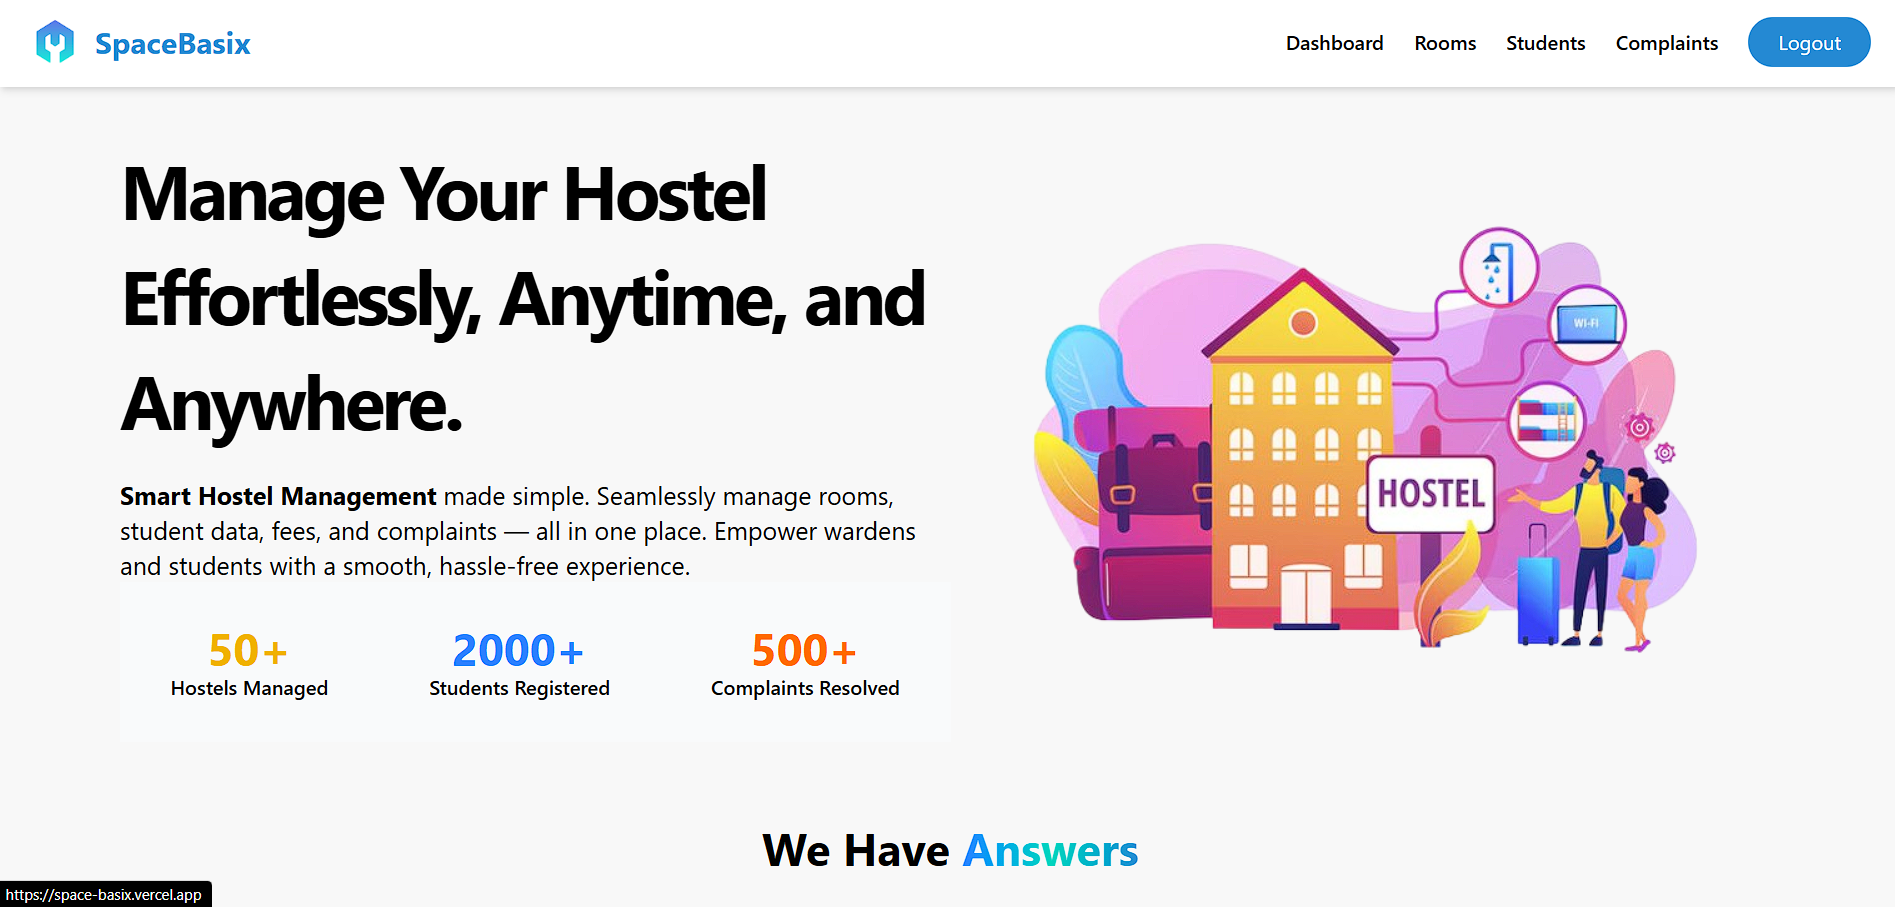 SpaceBasix
Dashboard Rooms Students Complaints Logout
Manage Your Hostel
Effortlessly, Anytime, and
Anywhere.
Smart Hostel Management made simple. Seamlessly manage rooms,
student data, fees, and complaints — all in one place. Empower wardens
and students with a smooth, hassle-free experience.
50+ 2000+ 500+
Hostels Managed Students Registered Complaints Resolved
WI-FI
HOSTEL
We Have Answers
https://space-basix.vercel.app